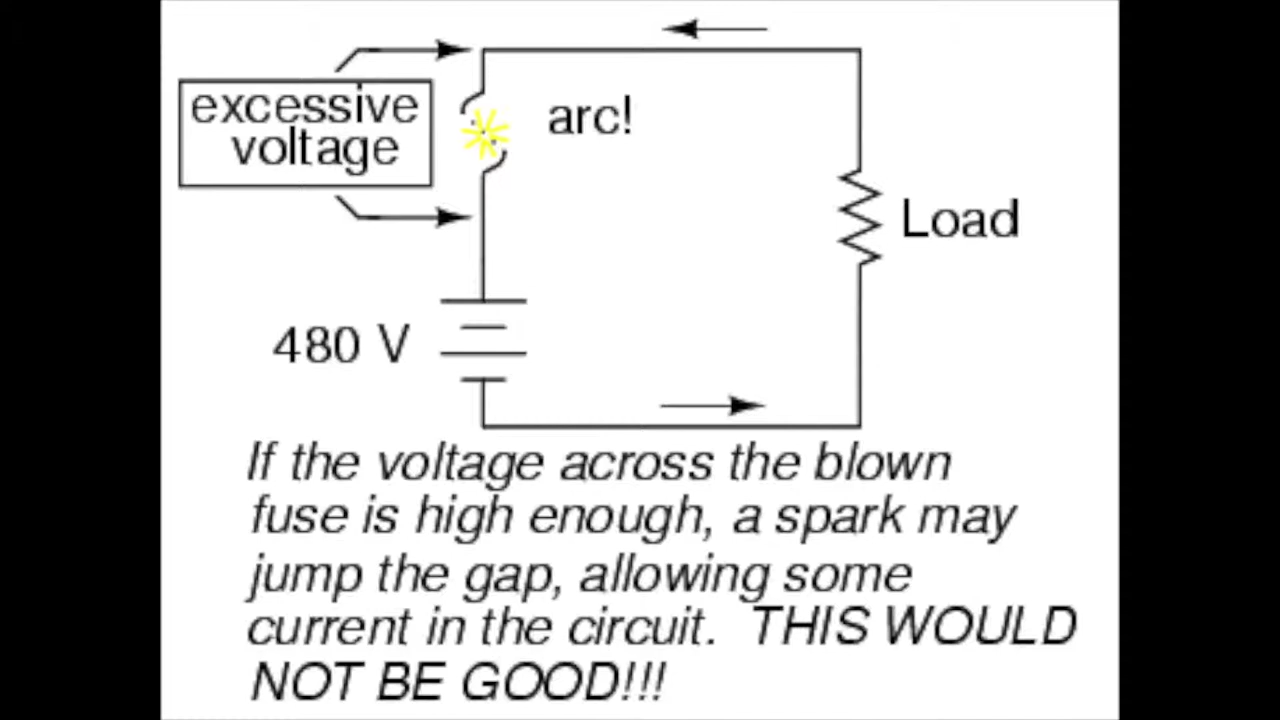 excessive
voltage
arc!
Load
480 V
If the voltage across the blown
fuse is high enough, a spark may
jump the gap, allowing some
current in the circuit. THIS WOULD
NOT BE GOOD!!!